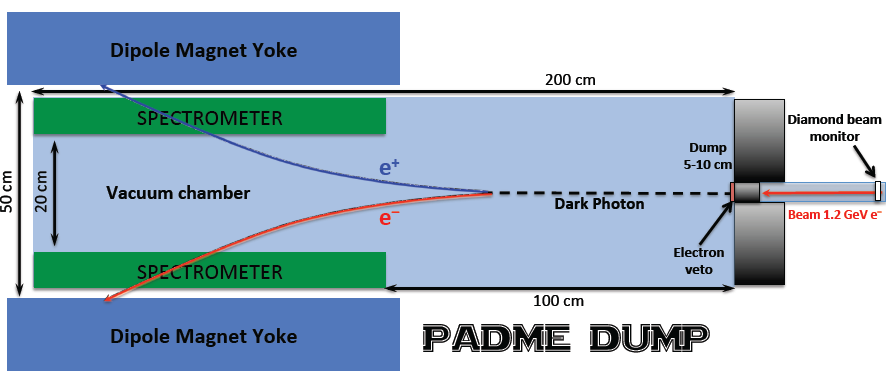 Dipole Magnet Yoke
200 cm
SPECTROMETER
Diamond beam
monitor
Dump
5-10 cm
e+
50 cm
20 cm
Vacuum chamber
Dark Photon
e−
Beam 1.2 GeV e−
Electron
veto
SPECTROMETER
100 cm
Dipole Magnet Yoke
PADME DUMP